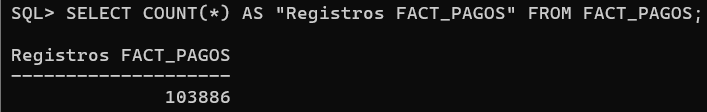 SQL> SELECT COUNT(*) AS "Registros FACT_PAGOS" FROM FACT_PAGOS;
Registros FACT_PAGOS
--------------------
103886